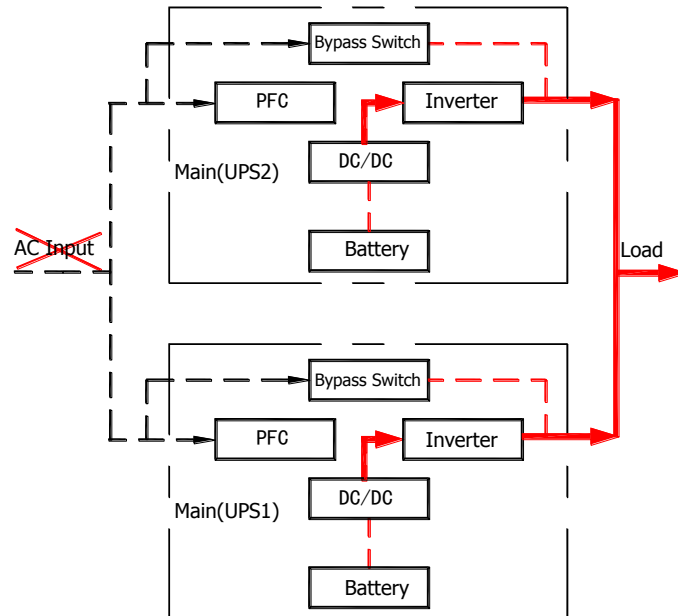 Bypass Switch
PFC
Inverter
DC/DC
Main(UPS2)
AC Input
Battery
Load
Bypass Switch
PFC
Inverter
DC/DC
Main(UPS1)
Battery